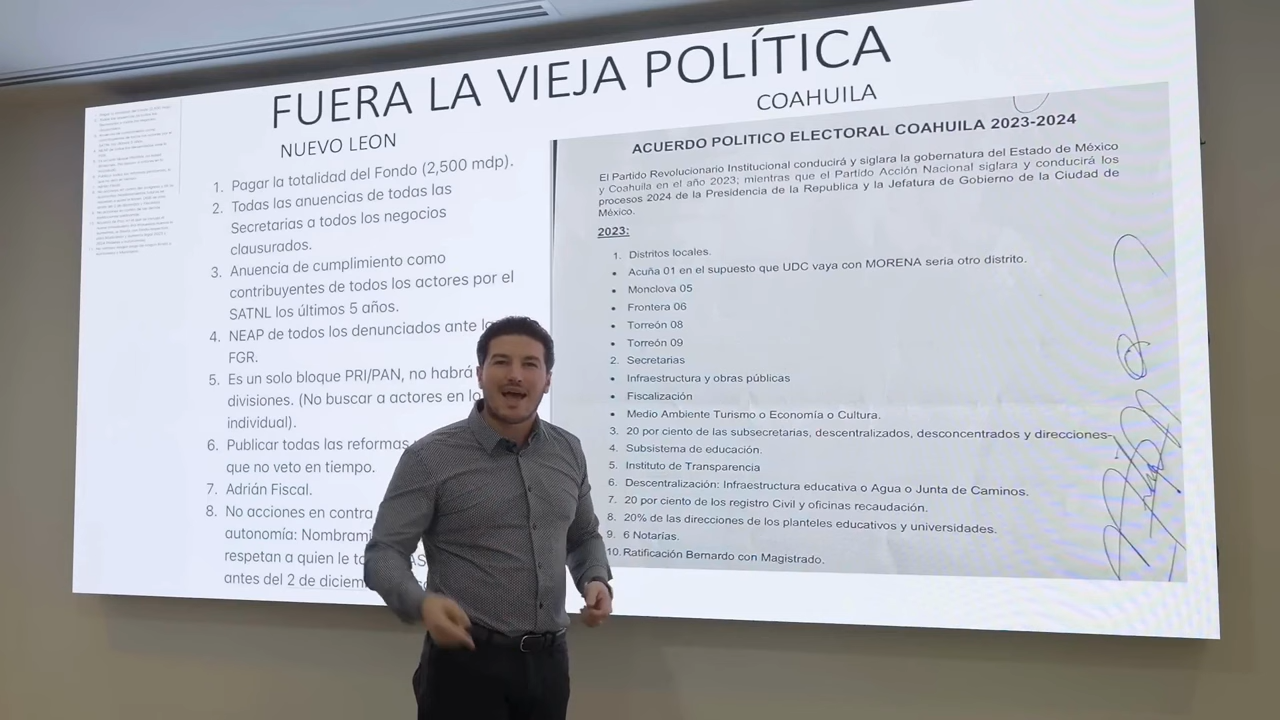 FUERA LA VIEJA POLÍTICA
NUEVO LEON
1. Pagar la totalidad del Fondo (2,500 mdp).
2. Todas las anuencias de todas las
Secretarias a todos los negocios
clausurados.
3. Anuencia de cumplimiento como
contribuyentes de todos los actores por el
SATNL los últimos 5 años.
4. NEAP de todos los denunciados ante
FGR.
5. Es un solo bloque PRI/PAN, no habrá
divisiones. (No buscar a actores en
individual).
6. Publicar todas las reformas
que no veto en tiempo.
7. Adrián Fiscal.
8. No acciones en contra
autonomía:
respetan a quien le
antes del 2 de
COAHUILA
ACUERDO POLITICO ELECTORAL COAHUILA 2023-2024
El Partido Revolucionario Institucional conducirá y siglara la gobernatura del Estado de México
y Coahuila en el año 2023; mientras que el Partido Acción Nacional siglara y conducirá los
procesos 2024 de la Presidencia de la Republica y la Jefatura de Gobierno de la Ciudad de
México.
2023:
1. Distritos locales.
• Acuña 01 en el supuesto que UDC vaya con MORENA seria otro distrito.
• Monclova 05
• Frontera 06
• Torreón 08
• Torreón 09
2. Secretarias
• Infraestructura y obras públicas
• Fiscalización
• Medio Ambiente Turismo o Economía o Cultura.
3. 20 por ciento de las subsecretarias, descentralizados, desconcentrados y direcciones-
4. Subsistema de educación.
5. Instituto de Transparencia
6. Descentralización: Infraestructura educativa o Agua o Junta de Caminos.
7. 20 por ciento de los registro Civil y oficinas recaudación.
8. 20% de las direcciones de los planteles educativos y universidades.
9. 6 Notarías.
10. Ratificación Bernardo con Magistrado.